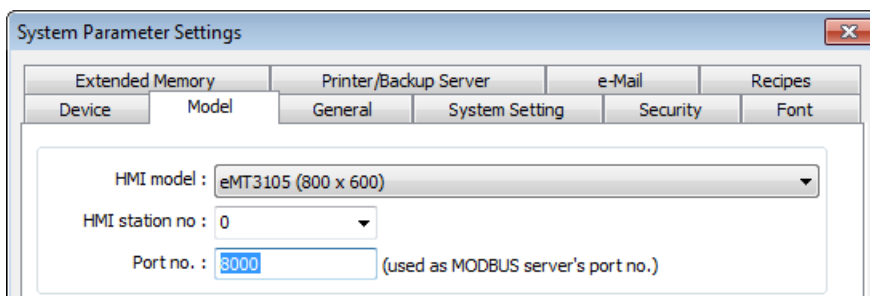 System Parameter Settings
Extended Memory Printer/Backup Server e-Mail Recipes
Device Model General System Setting Security Font
HMI model : eMT3105 (800 x 600)
HMI station no : 0
Port no. : 8000 (used as MODBUS server's port no.)